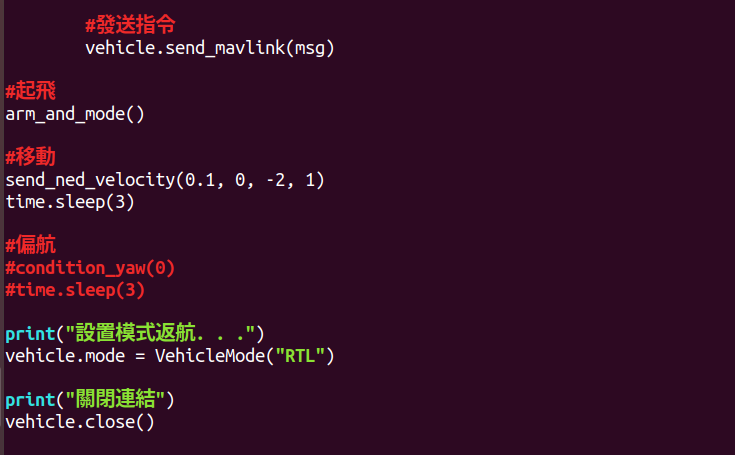 #發送指令
vehicle.send_mavlink(msg)
#起飛
arm_and_mode()
#移動
send_ned_velocity(0.1, 0, -2, 1)
time.sleep(3)
#偏航
#condition_yaw(0)
#time.sleep(3)
print("設置模式返航. . .")
vehicle.mode = VehicleMode("RTL")
print("關閉連結")
vehicle.close()